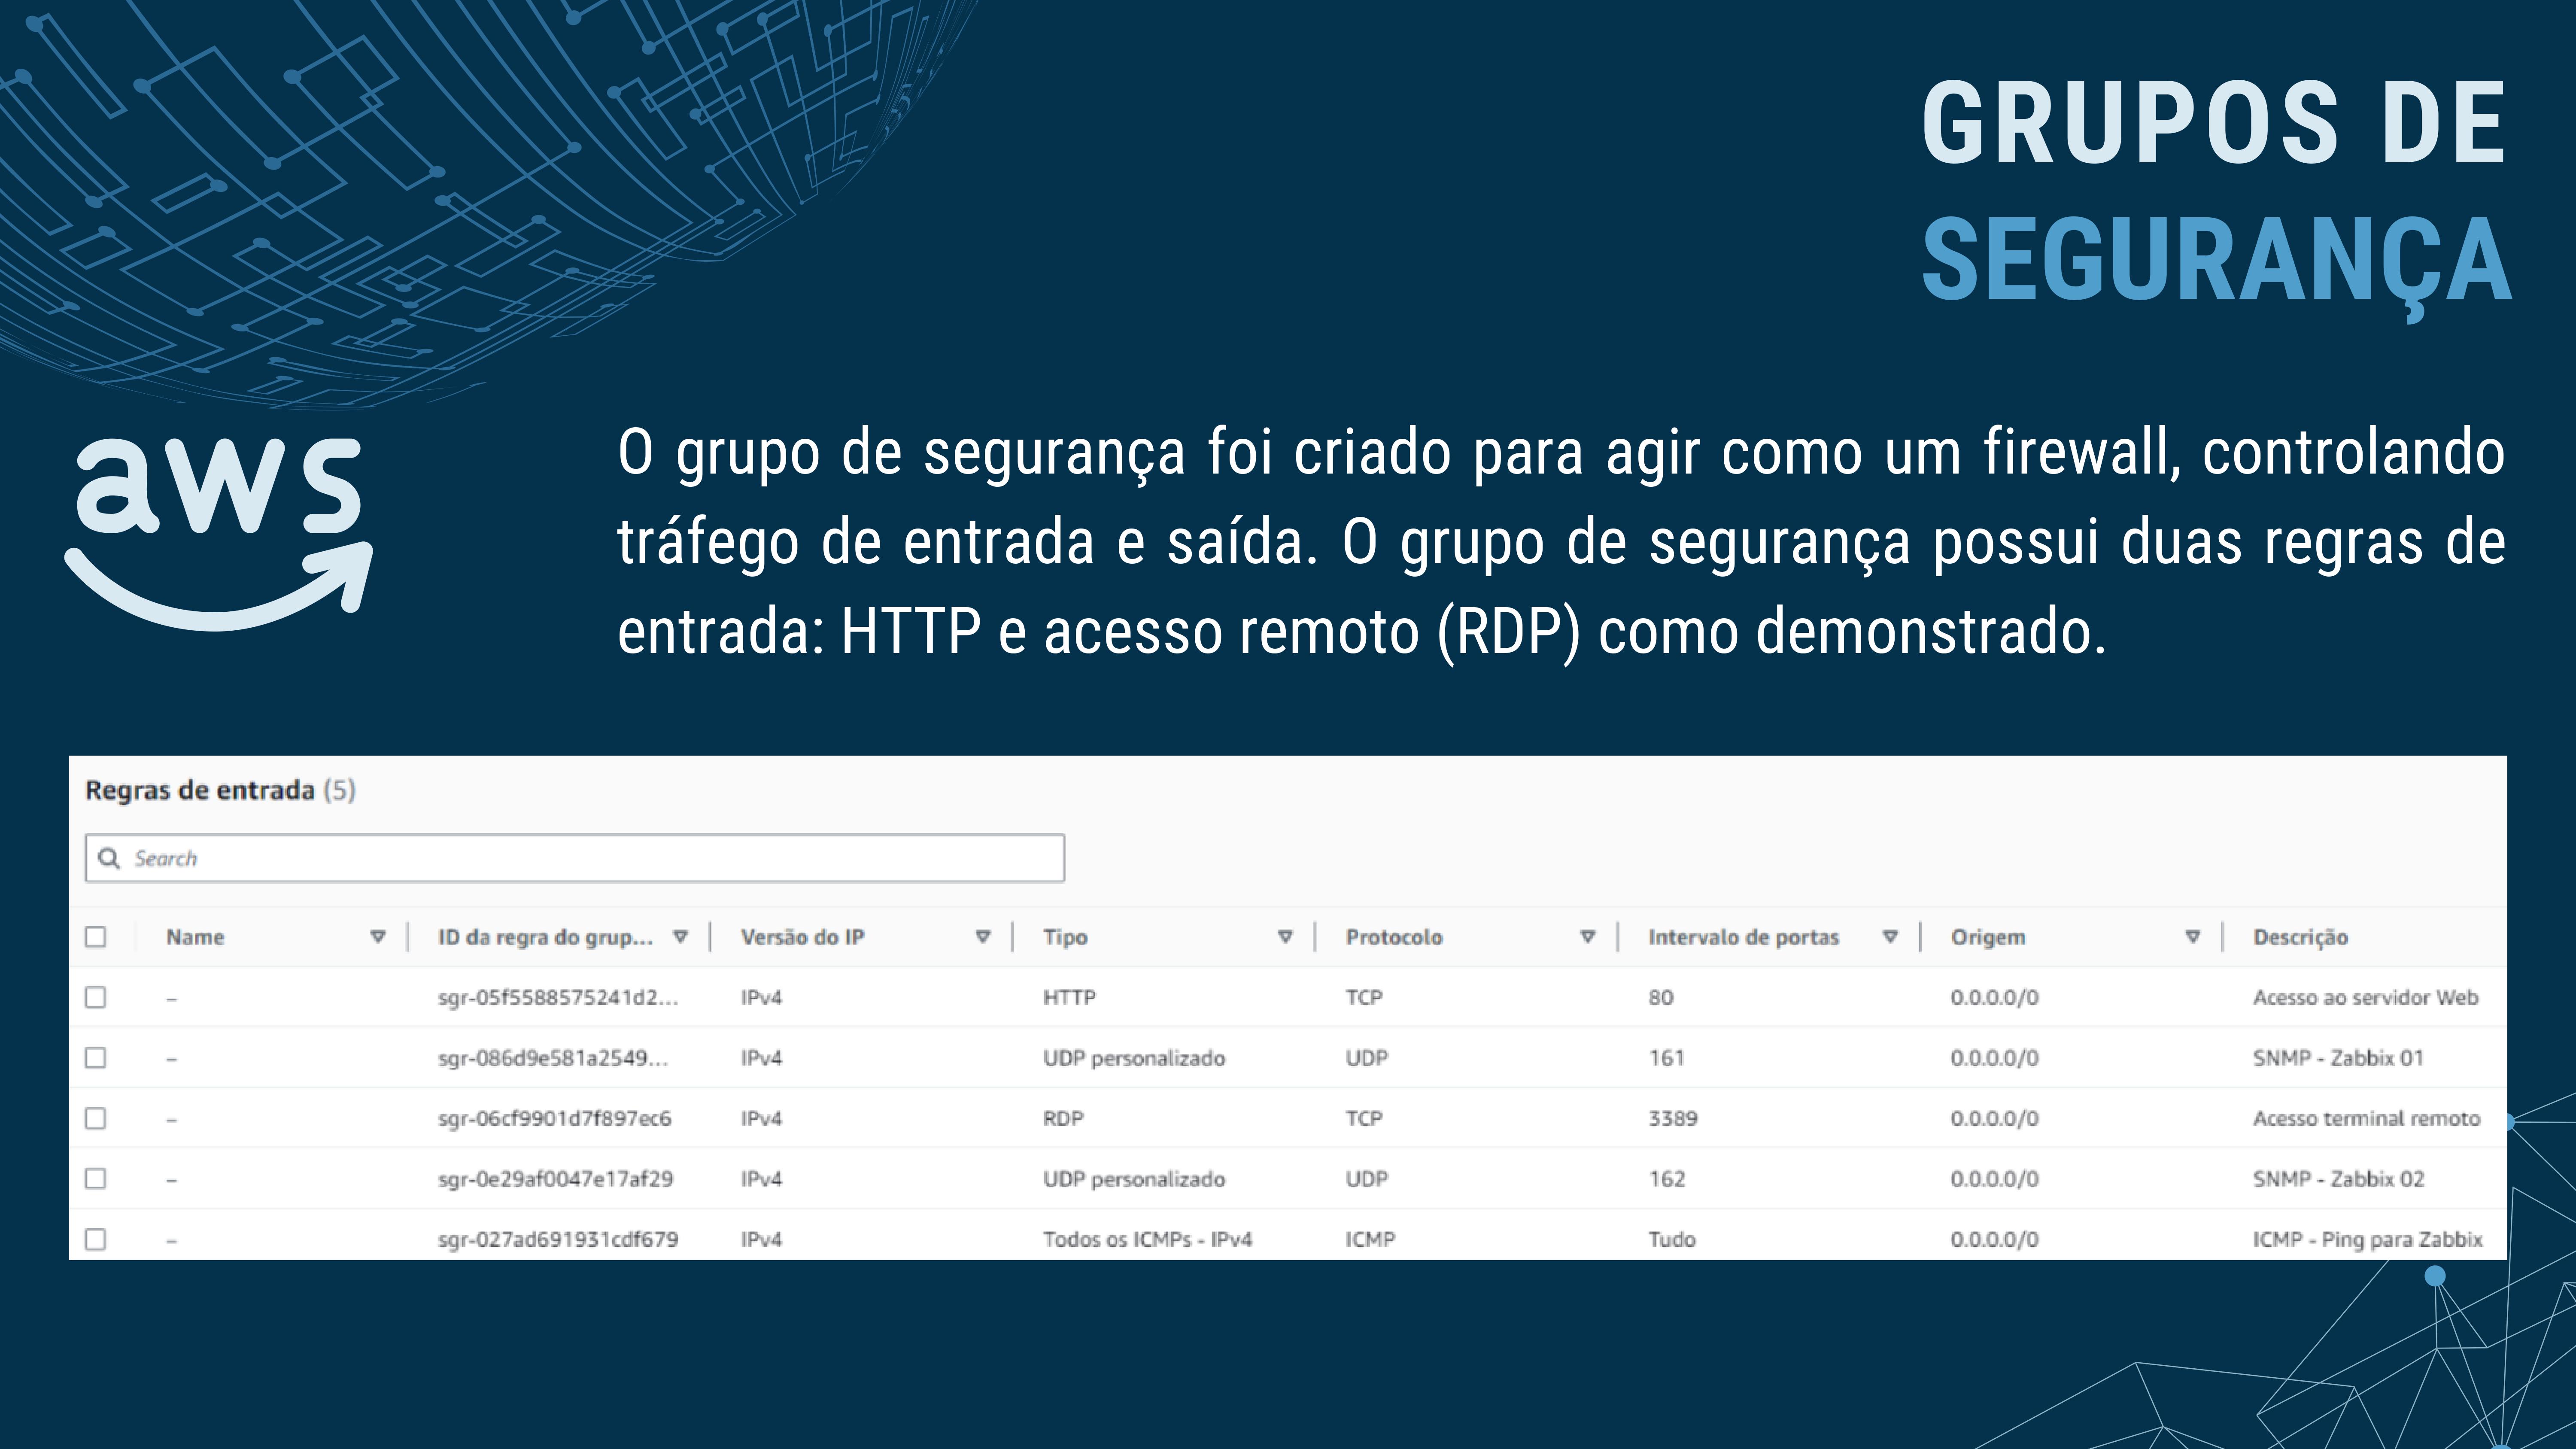 GRUPOS DE
SEGURANÇA
aws
O grupo de segurança foi criado para agir como um firewall, controlando
tráfego de entrada e saída. O grupo de segurança possui duas regras de
entrada: HTTP e acesso remoto (RDP) como demonstrado.
Regras de entrada (5)
Search
Name ID da regra do grup... Versão do IP Tipo Protocolo Intervalo de portas Origem Descrição
– sgr-05f5588575241d2... IPv4 HTTP TCP 80 0.0.0.0/0 Acesso ao servidor Web
– sgr-086d9e581a2549... IPv4 UDP personalizado UDP 161 0.0.0.0/0 SNMP - Zabbix 01
– sgr-06cf9901d7f897ec6 IPv4 RDP TCP 3389 0.0.0.0/0 Acesso terminal remoto
– sgr-0e29af0047e17af29 IPv4 UDP personalizado UDP 162 0.0.0.0/0 SNMP - Zabbix 02
– sgr-027ad691931cdf679 IPv4 Todos os ICMPs - IPv4 ICMP Tudo 0.0.0.0/0 ICMP - Ping para Zabbix